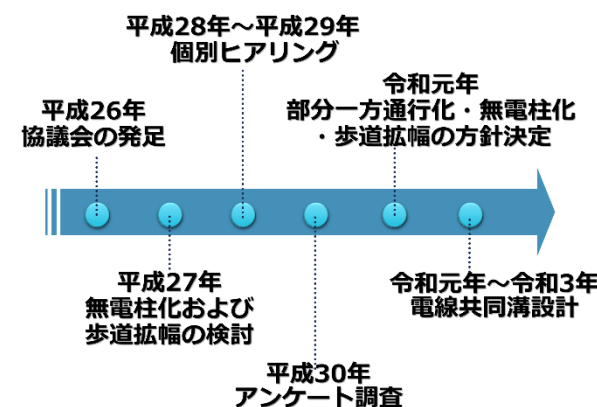 平成26年
協議会の発足
平成27年
無電柱化および
歩道拡幅の検討
平成28年～平成29年
個別ヒアリング
平成30年
アンケート調査
令和元年
部分一方通行化・無電柱化
・歩道拡幅の方針決定
令和元年～令和3年
電線共同溝設計